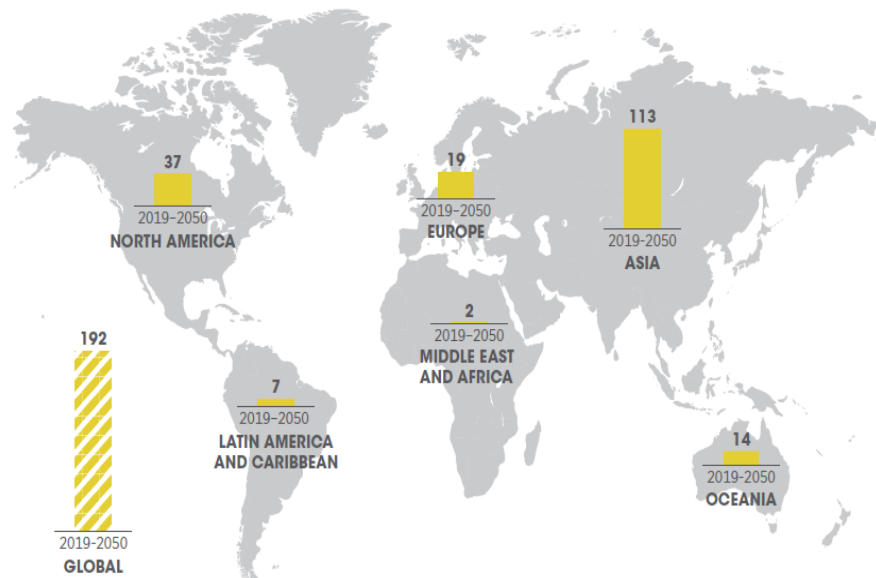 37
2019-2050
NORTH AMERICA
19
2019-2050
EUROPE
113
2019-2050
ASIA
2
2019-2050
MIDDLE EAST
AND AFRICA
192
2019-2050
GLOBAL
7
2019-2050
LATIN AMERICA
AND CARIBBEAN
14
2019-2050
OCEANIA